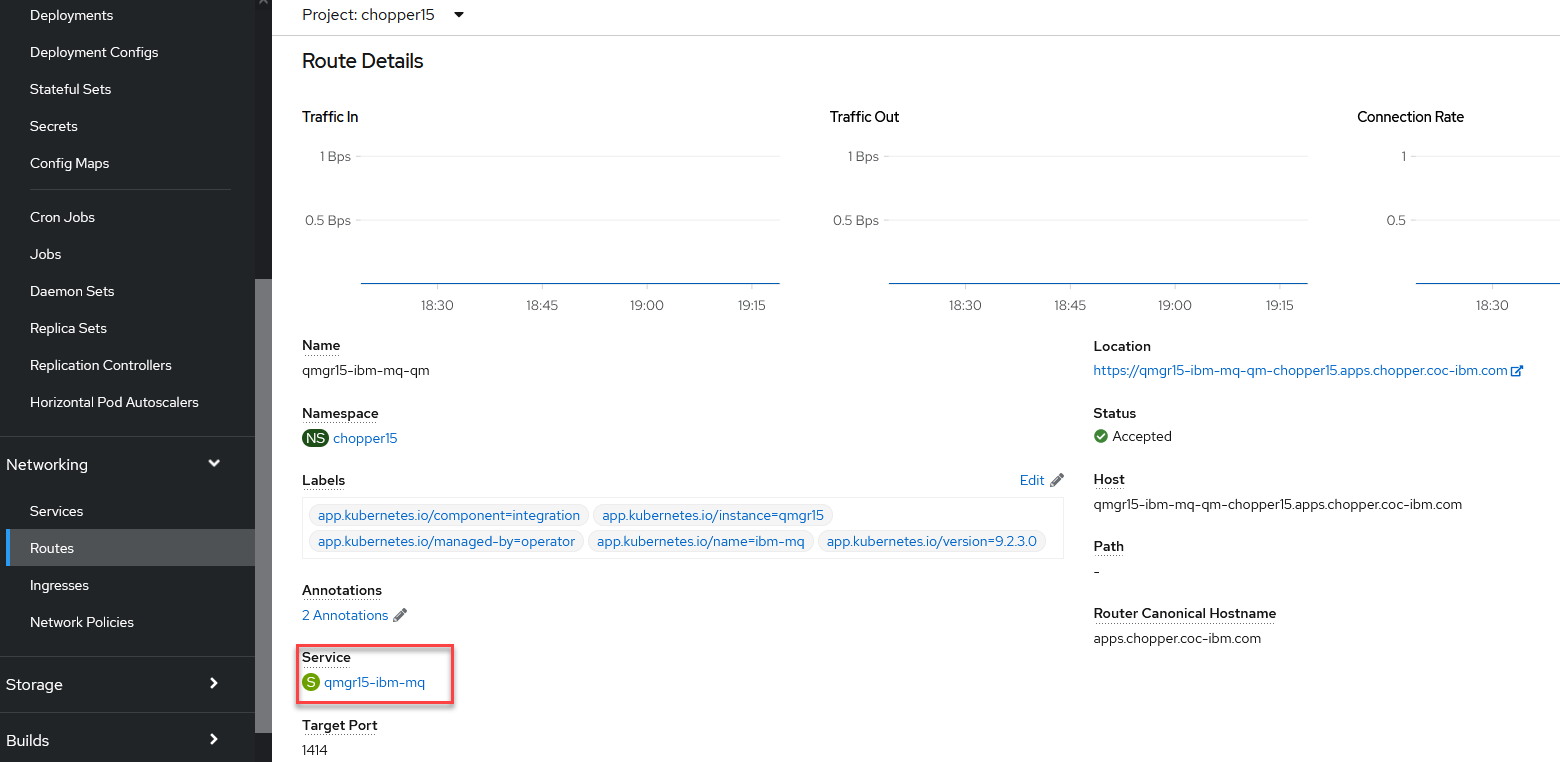 Deployments
Deployment Configs
Stateful Sets
Secrets
Config Maps
Cron Jobs
Jobs
Daemon Sets
Replica Sets
Replication Controllers
Horizontal Pod Autoscalers
Networking
Services
Routes
Ingresses
Network Policies
Storage
Builds
Project: chopper15
Route Details
Traffic In
1 Bps
0.5 Bps
18:30 18:45 19:00 19:15
Traffic Out
1 Bps
0.5 Bps
18:30 18:45 19:00 19:15
Connection Rate
1
0.5
18:30
Name
qmgr15-ibm-mq-qm
Namespace
NS chopper15
Labels Edit
app.kubernetes.io/component=integration app.kubernetes.io/instance=qmgr15
app.kubernetes.io/managed-by=operator app.kubernetes.io/name=ibm-mq app.kubernetes.io/version=9.2.3.0
Annotations
2 Annotations
Service
S qmgr15-ibm-mq
Target Port
1414
Location
https://qmgr15-ibm-mq-qm-chopper15.apps.chopper.coc-ibm.com
Status
Accepted
Host
qmgr15-ibm-mq-qm-chopper15.apps.chopper.coc-ibm.com
Path
-
Router Canonical Hostname
apps.chopper.coc-ibm.com